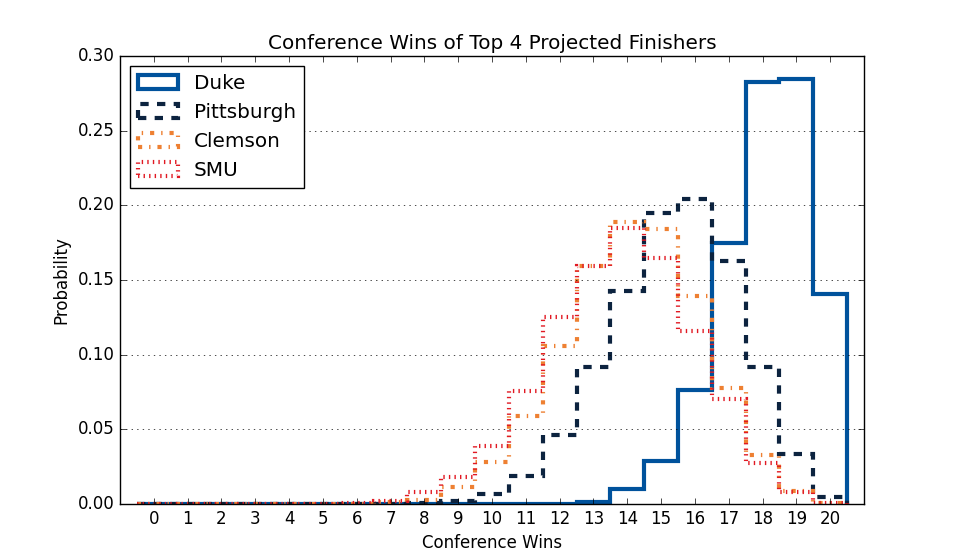 Conference Wins of Top 4 Projected Finishers
0.30
0.25
0.20
0.15
0.10
0.05
0.00
Probability
Duke
Pittsburgh
Clemson
SMU
0 1 2 3 4 5 6 7 8 9 10 11 12 13 14 15 16 17 18 19 20
Conference Wins